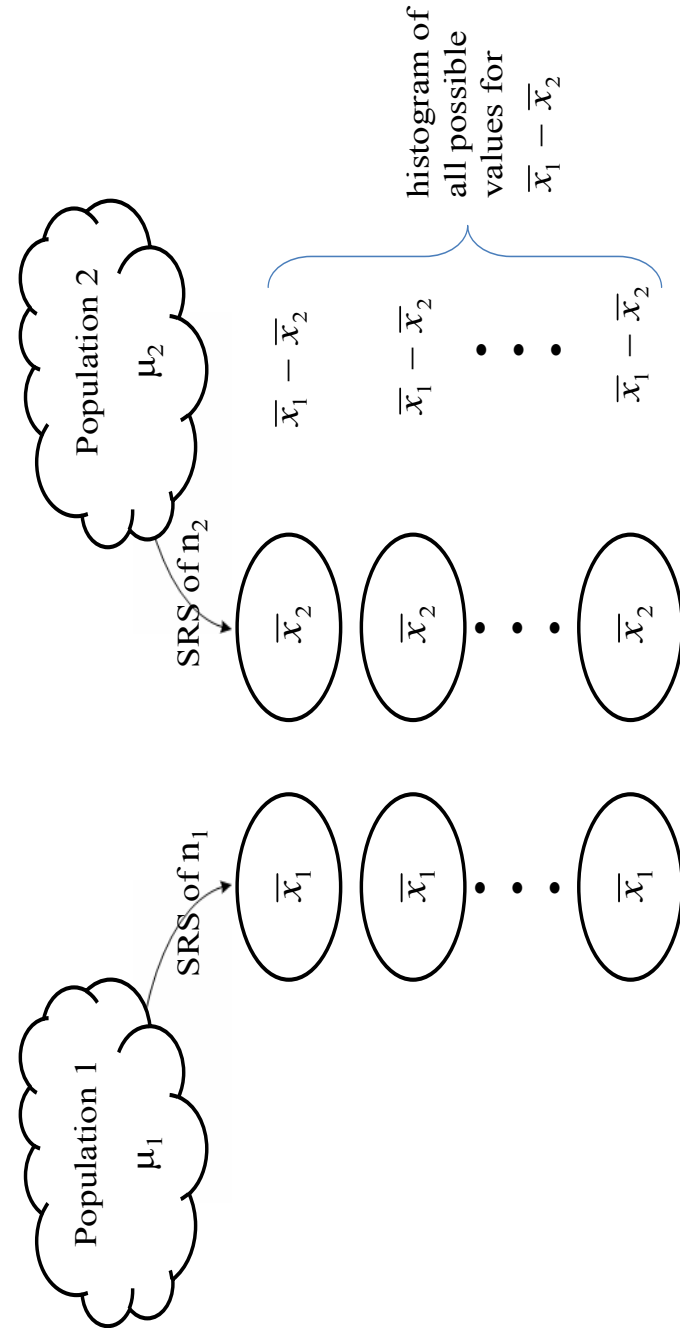 Population 1
μ₁
Population 2
μ₂
SRS of n₁
SRS of n₂
x̅₁
x̅₂
x̅₁ − x̅₂
x̅₁
x̅₂
x̅₁ − x̅₂
x̅₁
x̅₂
x̅₁ − x̅₂
histogram of
all possible
values for
x̅₁ − x̅₂